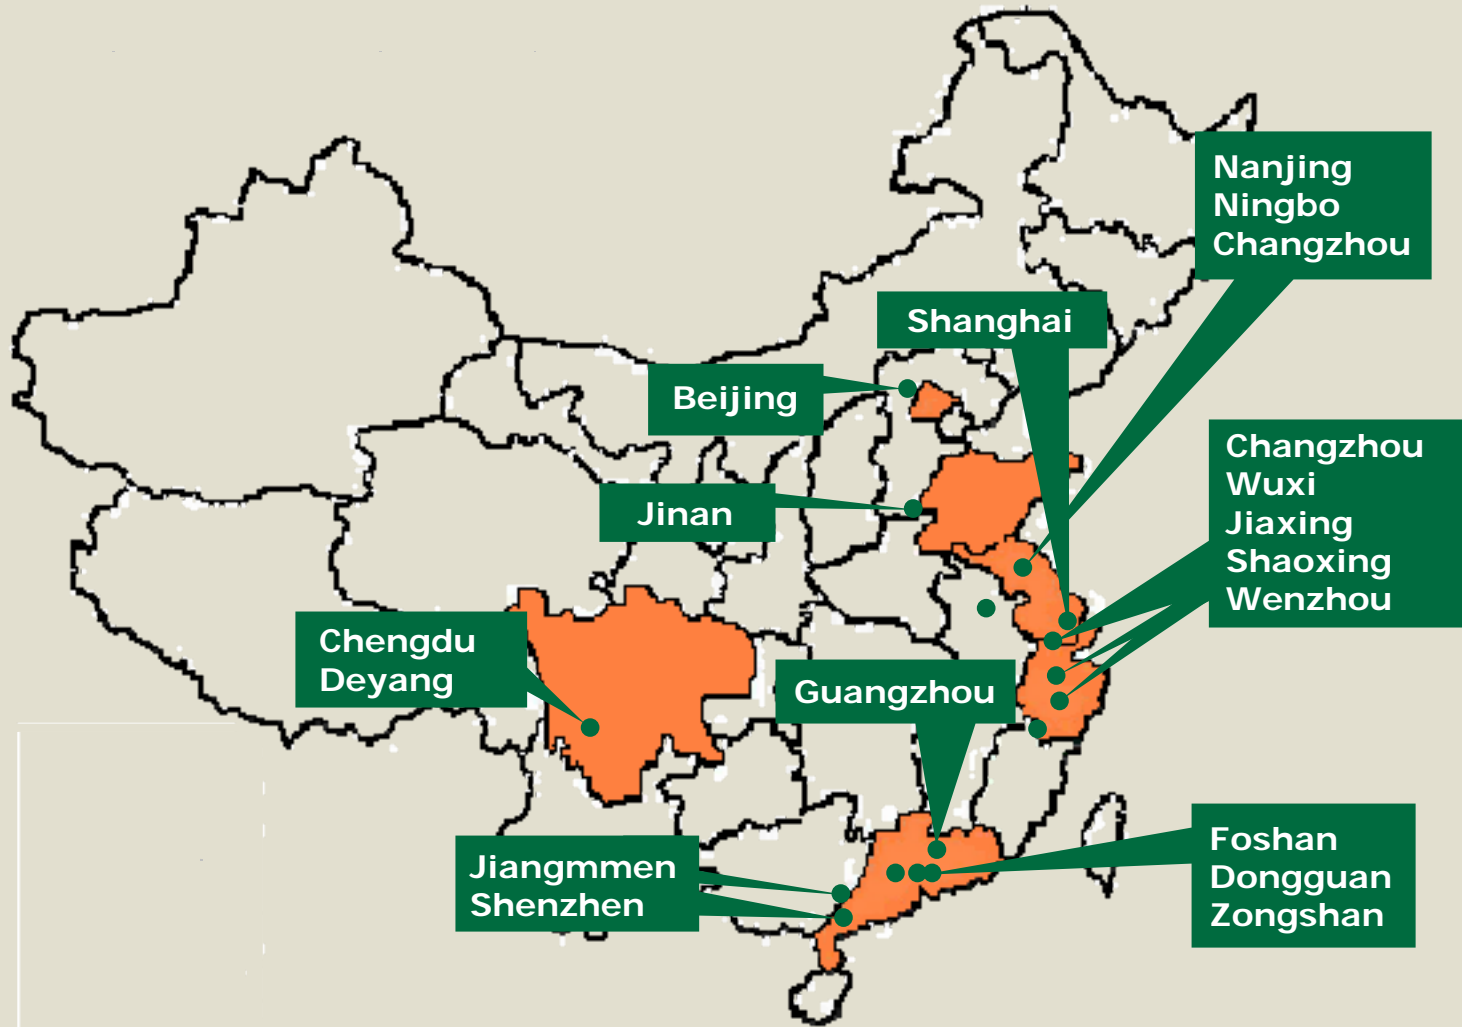 Nanjing
Ningbo
Changzhou
Shanghai
Beijing
Changzhou
Wuxi
Jiaxing
Shaoxing
Wenzhou
Jinan
Chengdu
Deyang
Guangzhou
Jiangmmen
Shenzhen
Foshan
Dongguan
Zongshan